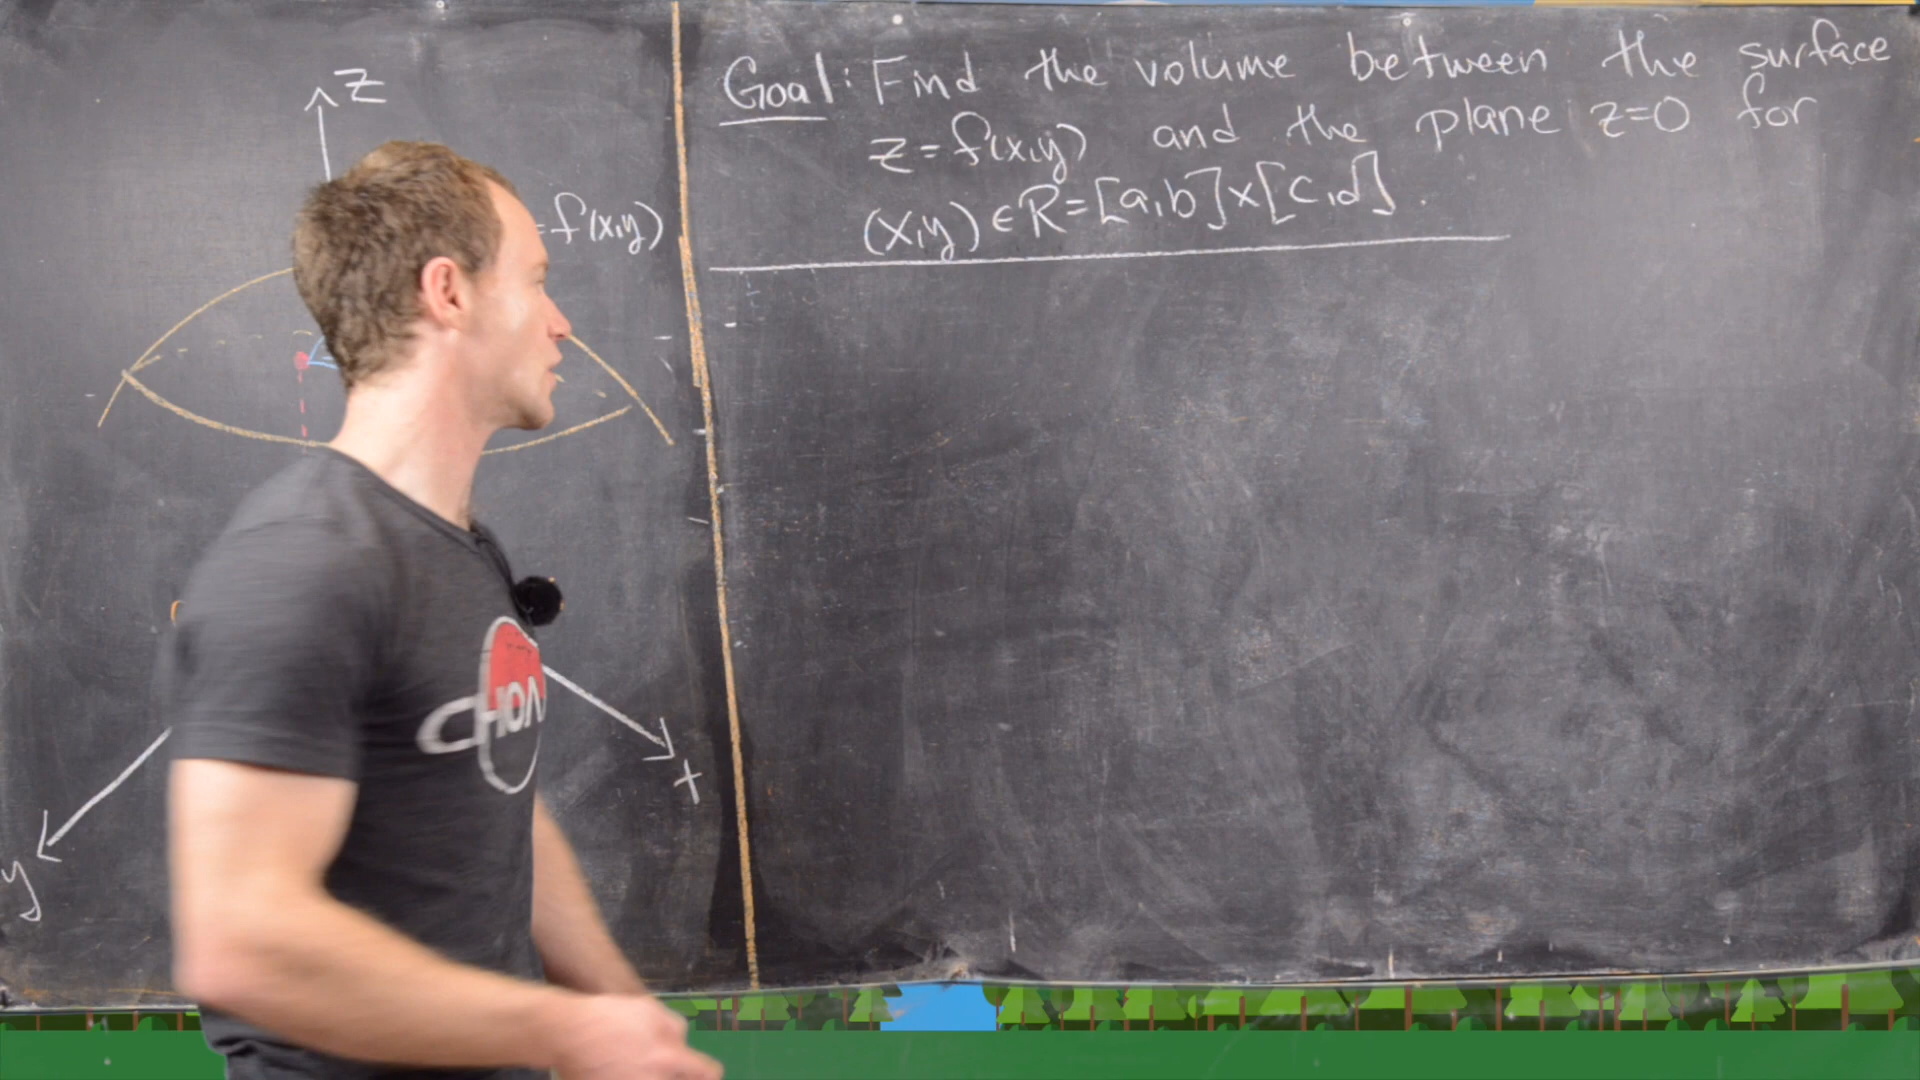 z
=f(x,y)
x
y
Goal: Find the volume between the surface
z=f(x,y) and the plane z=0 for
(x,y) ∈ R=[a,b]×[c,d].